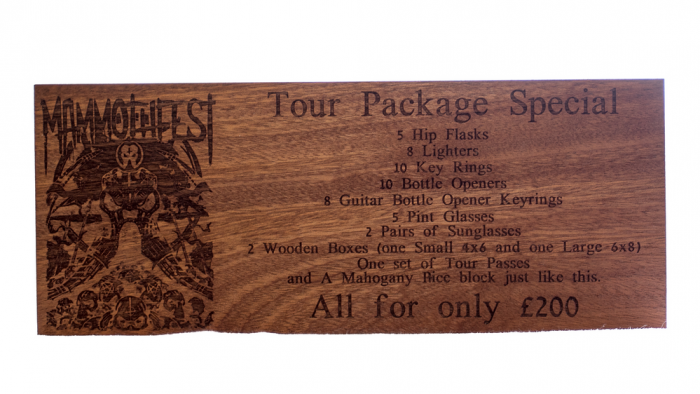 MAMMOTHFEST
Tour Package Special
5 Hip Flasks
8 Lighters
10 Key Rings
10 Bottle Openers
8 Guitar Bottle Opener Keyrings
5 Pint Glasses
2 Pairs of Sunglasses
2 Wooden Boxes (one Small 4x6 and one Large 6x8)
One set of Tour Passes
and A Mahogany block just like this.
All for only £200